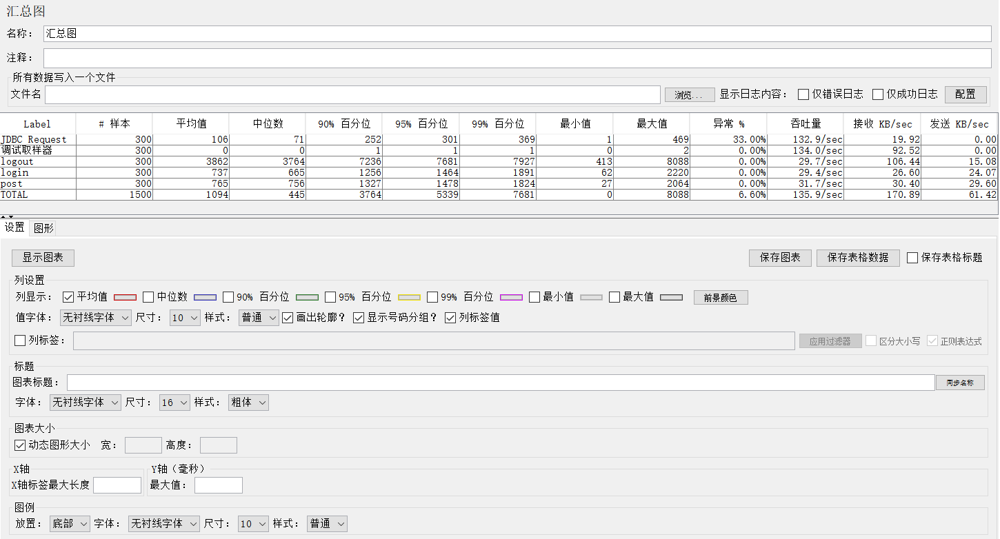 汇总图
名称： 汇总图
注释：
所有数据写入一个文件
文件名 浏览... 显示日志内容： 仅错误日志 仅成功日志 配置
Label # 样本 平均值 中位数 90% 百分位 95% 百分位 99% 百分位 最小值 最大值 异常 % 吞吐量 接收 KB/sec 发送 KB/sec
JDBC Request 300 106 71 252 301 369 1 469 33.00% 132.9/sec 19.92 0.00
调试取样器 300 0 0 1 1 1 0 2 0.00% 134.0/sec 92.52 0.00
logout 300 3862 3764 7236 7681 7927 413 8088 0.00% 29.7/sec 106.44 15.08
login 300 737 665 1256 1464 1891 62 2220 0.00% 29.4/sec 26.60 24.07
post 300 765 756 1327 1478 1824 27 2064 0.00% 31.7/sec 30.40 29.60
TOTAL 1500 1094 445 3764 5339 7681 0 8088 6.60% 135.9/sec 170.89 61.42
设置 图形
显示图表 保存图表 保存表格数据 保存表格标题
列设置
列显示： 平均值 中位数 90% 百分位 95% 百分位 99% 百分位 最小值 最大值 前景颜色
值字体： 无衬线字体 尺寸： 10 样式： 普通 画出轮廓？ 显示号码分组？ 列标签值
列标签： 应用过滤器 区分大小写 正则表达式
标题
图表标题： 同步名称
字体： 无衬线字体 尺寸： 16 样式： 粗体
图表大小
动态图形大小 宽： 高度：
X轴 Y轴（毫秒）
X轴标签最大长度 最大值：
图例
放置： 底部 字体： 无衬线字体 尺寸： 10 样式： 普通